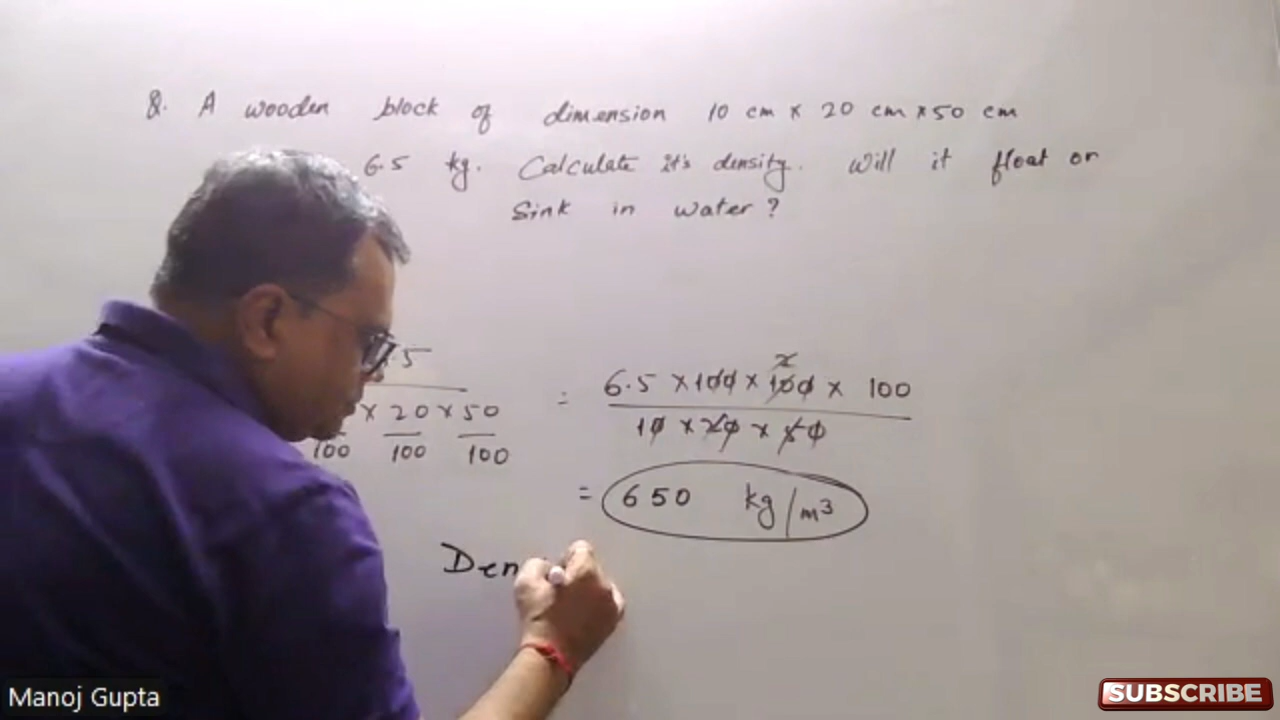 Q. A wooden block of dimension 10 cm x 20 cm x 50 cm
6.5 kg. Calculate it's density. Will it float or
Sink in water?
.5
x 20 x 50
100 100 100
= 6.5 x 100 x 100 x 100
2
10 x 20 x 50
= 650 kg/m³
Den
Manoj Gupta
SUBSCRIBE